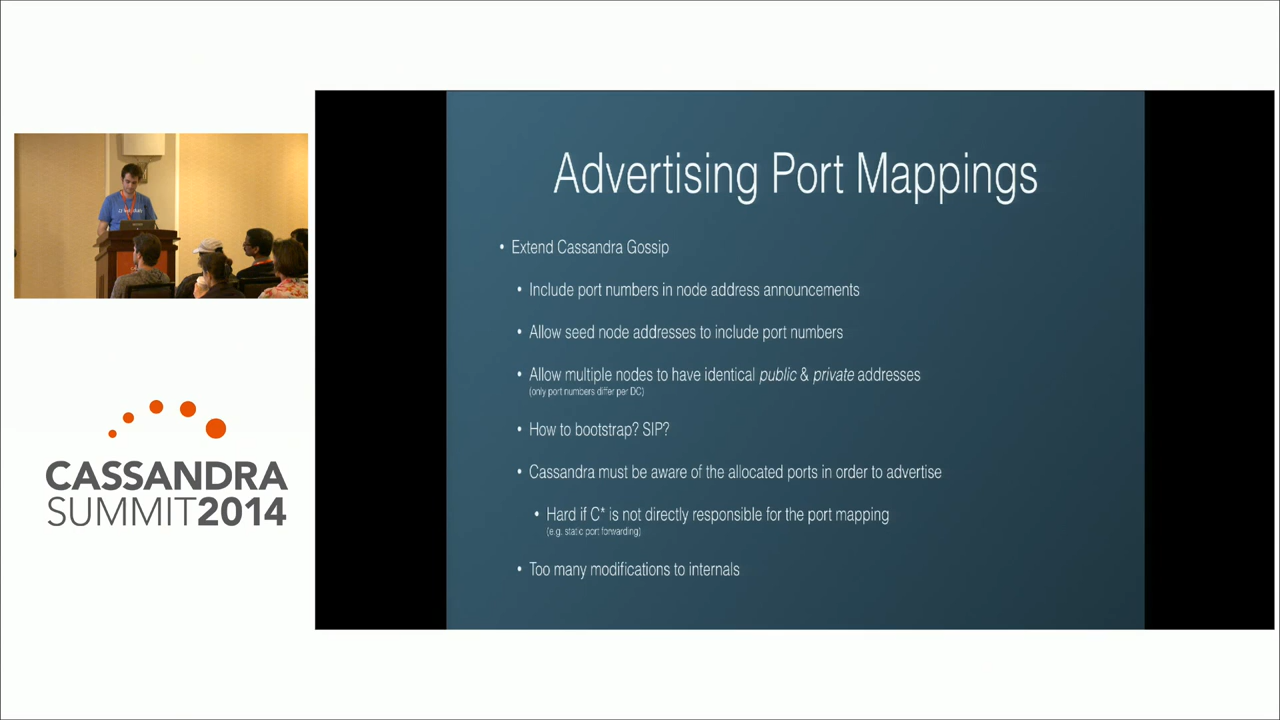 Advertising Port Mappings
• Extend Cassandra Gossip
• Include port numbers in node address announcements
• Allow seed node addresses to include port numbers
• Allow multiple nodes to have identical public & private addresses
(only port numbers differ per DC)
• How to bootstrap? SIP?
• Cassandra must be aware of the allocated ports in order to advertise
• Hard if C* is not directly responsible for the port mapping
(e.g. static port forwarding)
• Too many modifications to internals
CASSANDRA
SUMMIT2014